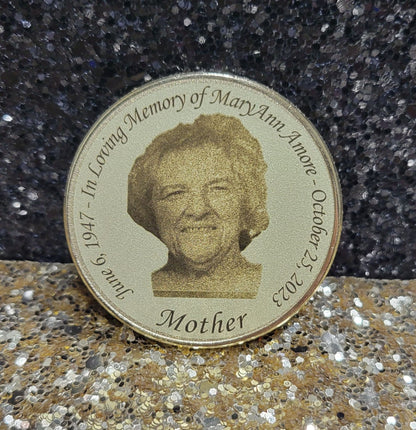 June 6, 1947 - In Loving Memory of MaryAnn Amore - October 25, 2023
Mother